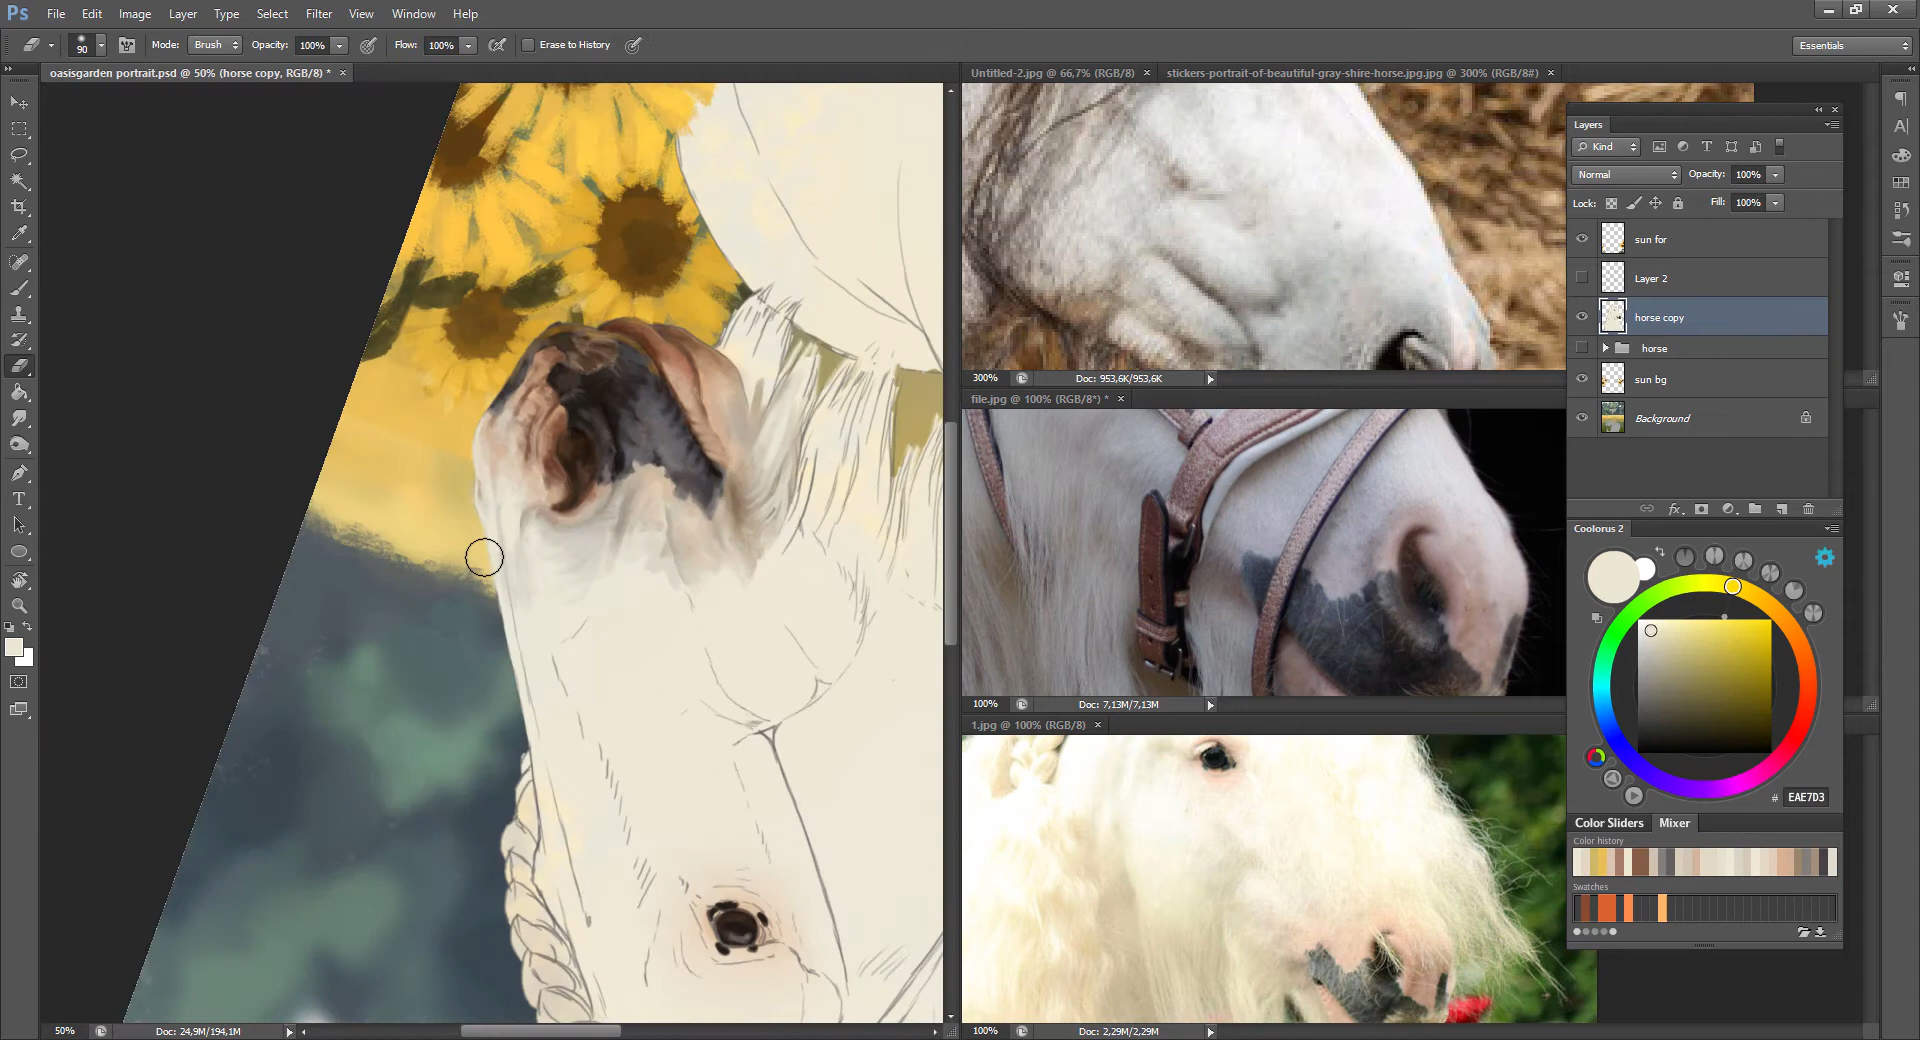 Ps File Edit Image Layer Type Select Filter View Window Help
90 Mode: Brush Opacity: 100% Flow: 100% Erase to History Essentials
oasisgarden portrait.psd @ 50% (horse copy, RGB/8) * ×
Untitled-2.jpg @ 66,7% (RGB/8) × stickers-portrait-of-beautiful-gray-shire-horse.jpg.jpg @ 300% (RGB/8#) ×
Layers
Kind
Normal Opacity: 100%
Lock: Fill: 100%
sun for
Layer 2
horse copy
horse
sun bg
Background
300% Doc: 953,6K/953,6K
file.jpg @ 100% (RGB/8*) * ×
100% Doc: 7,13M/7,13M
1.jpg @ 100% (RGB/8) ×
100% Doc: 2,29M/2,29M
50% Doc: 24,9M/194,1M
fx
Coolorus 2
# EAE7D3
Color Sliders Mixer
Color history
Swatches